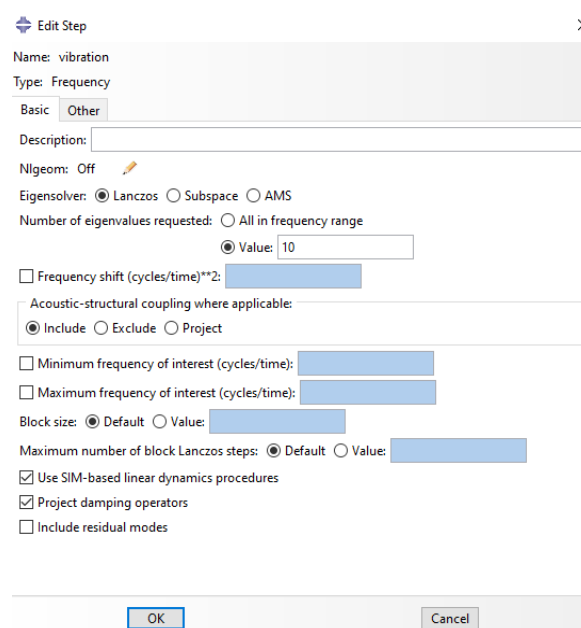 Edit Step
Name: vibration
Type: Frequency
Basic Other
Description:
Nlgeom: Off
Eigensolver: Lanczos Subspace AMS
Number of eigenvalues requested: All in frequency range
Value: 10
Frequency shift (cycles/time)**2:
Acoustic-structural coupling where applicable:
Include Exclude Project
Minimum frequency of interest (cycles/time):
Maximum frequency of interest (cycles/time):
Block size: Default Value:
Maximum number of block Lanczos steps: Default Value:
Use SIM-based linear dynamics procedures
Project damping operators
Include residual modes
OK Cancel